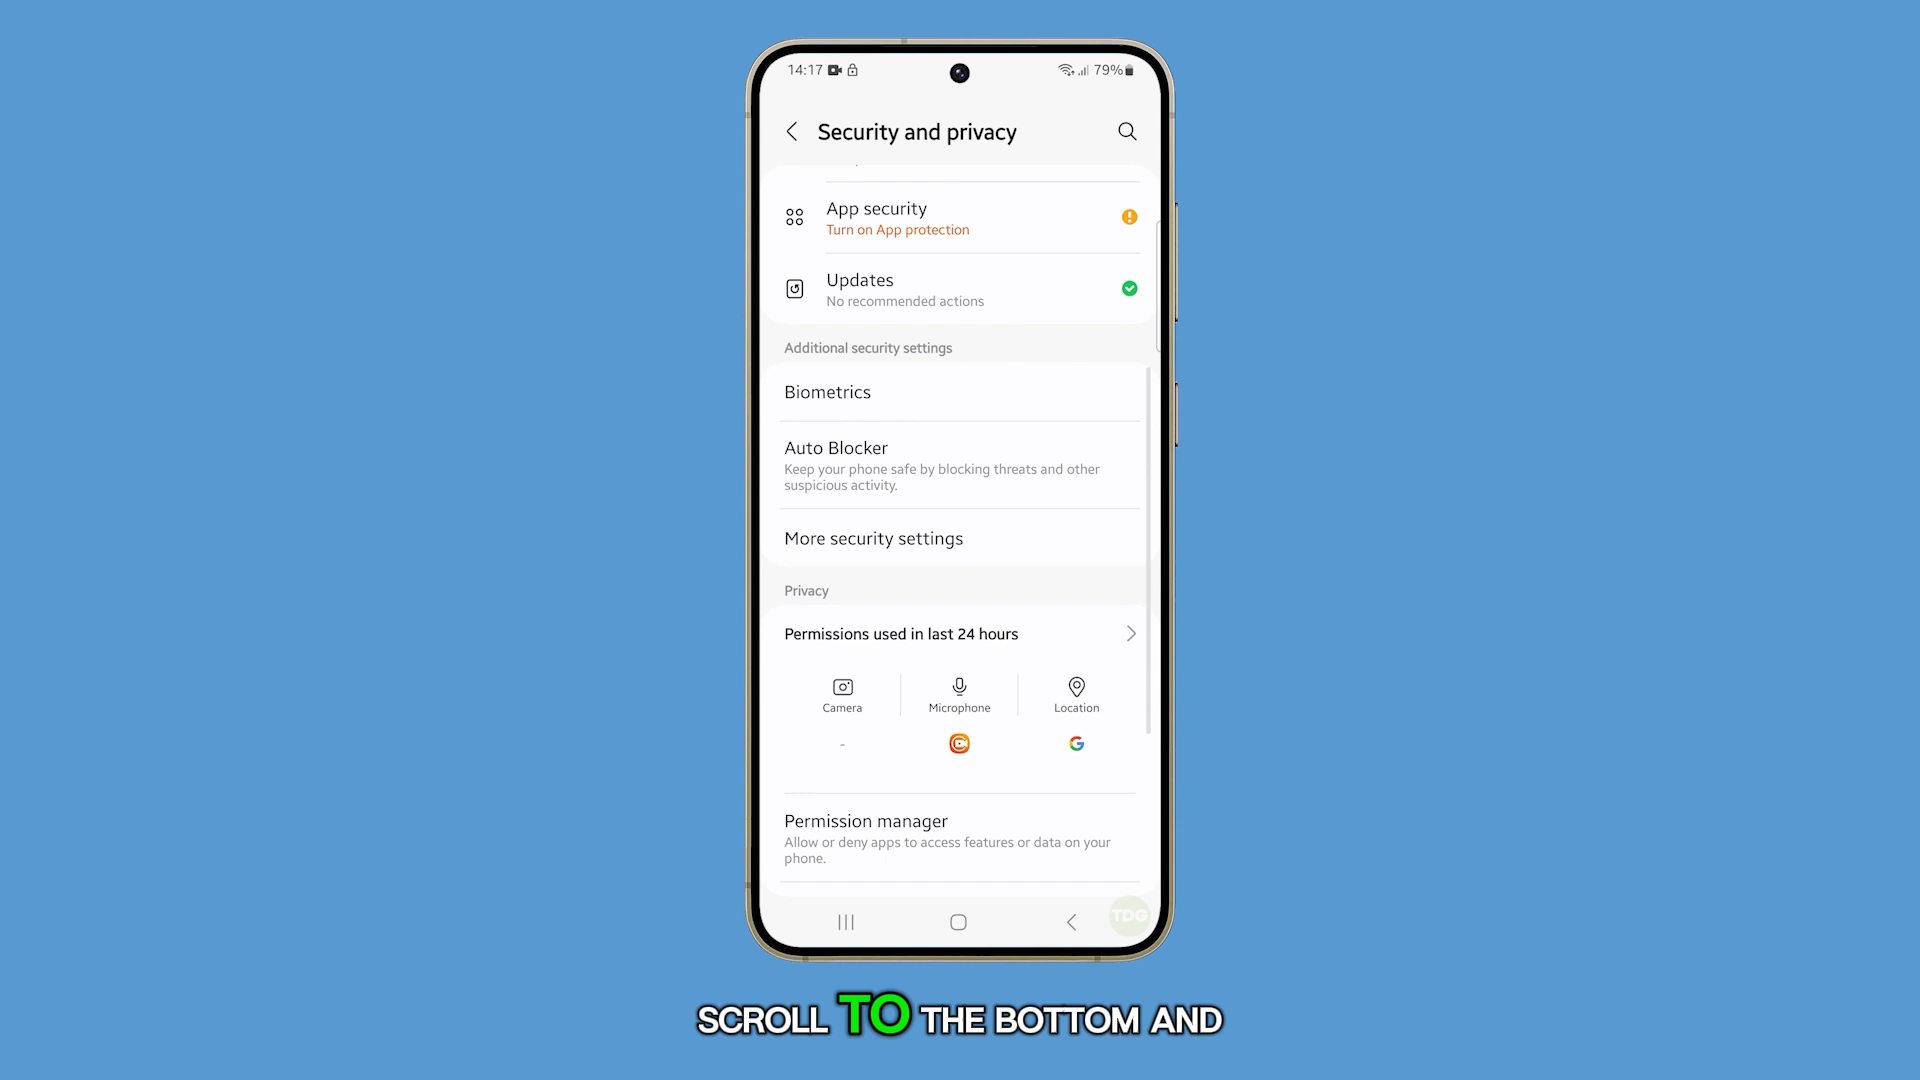 14:17
79%
Security and privacy
App security
Turn on App protection
Updates
No recommended actions
Additional security settings
Biometrics
Auto Blocker
Keep your phone safe by blocking threats and other
suspicious activity.
More security settings
Privacy
Permissions used in last 24 hours
Camera
Microphone
Location
-
Permission manager
Allow or deny apps to access features or data on your
phone.
TDG
SCROLL TO THE BOTTOM AND